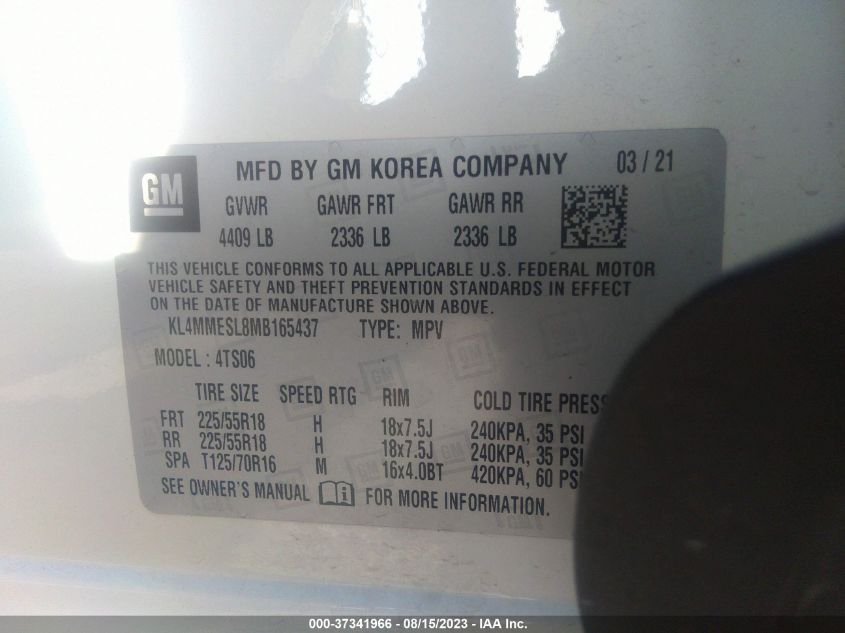 GM
MFD BY GM KOREA COMPANY 03/21
GVWR GAWR FRT GAWR RR
4409 LB 2336 LB 2336 LB
THIS VEHICLE CONFORMS TO ALL APPLICABLE U.S. FEDERAL MOTOR
VEHICLE SAFETY AND THEFT PREVENTION STANDARDS IN EFFECT
ON THE DATE OF MANUFACTURE SHOWN ABOVE.
KL4MMESL8MB165437 TYPE: MPV
MODEL: 4TS06
TIRE SIZE SPEED RTG RIM COLD TIRE PRESS
FRT 225/55R18 H 18x7.5J 240KPA, 35 PSI
RR 225/55R18 H 18x7.5J 240KPA, 35 PSI
SPA T125/70R16 M 16x4.0BT 420KPA, 60 PSI
SEE OWNER'S MANUAL FOR MORE INFORMATION.
000-37341966 - 08/15/2023 - IAA Inc.